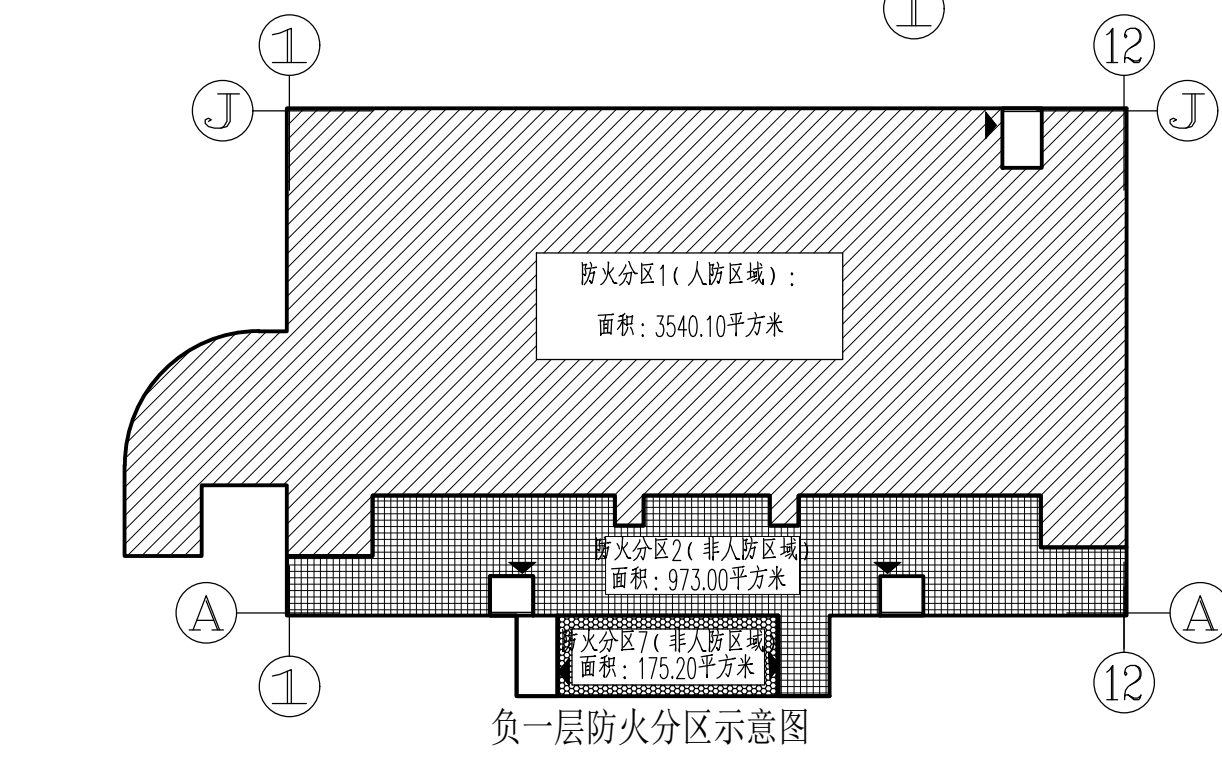 1
1
12
J
J
防火分区1(人防区域):
面积:3540.10平方米
防火分区2(非人防区域)
面积:973.00平方米
A
A
防火分区7(非人防区域
面积:175.20平方米
1
12
负一层防火分区示意图